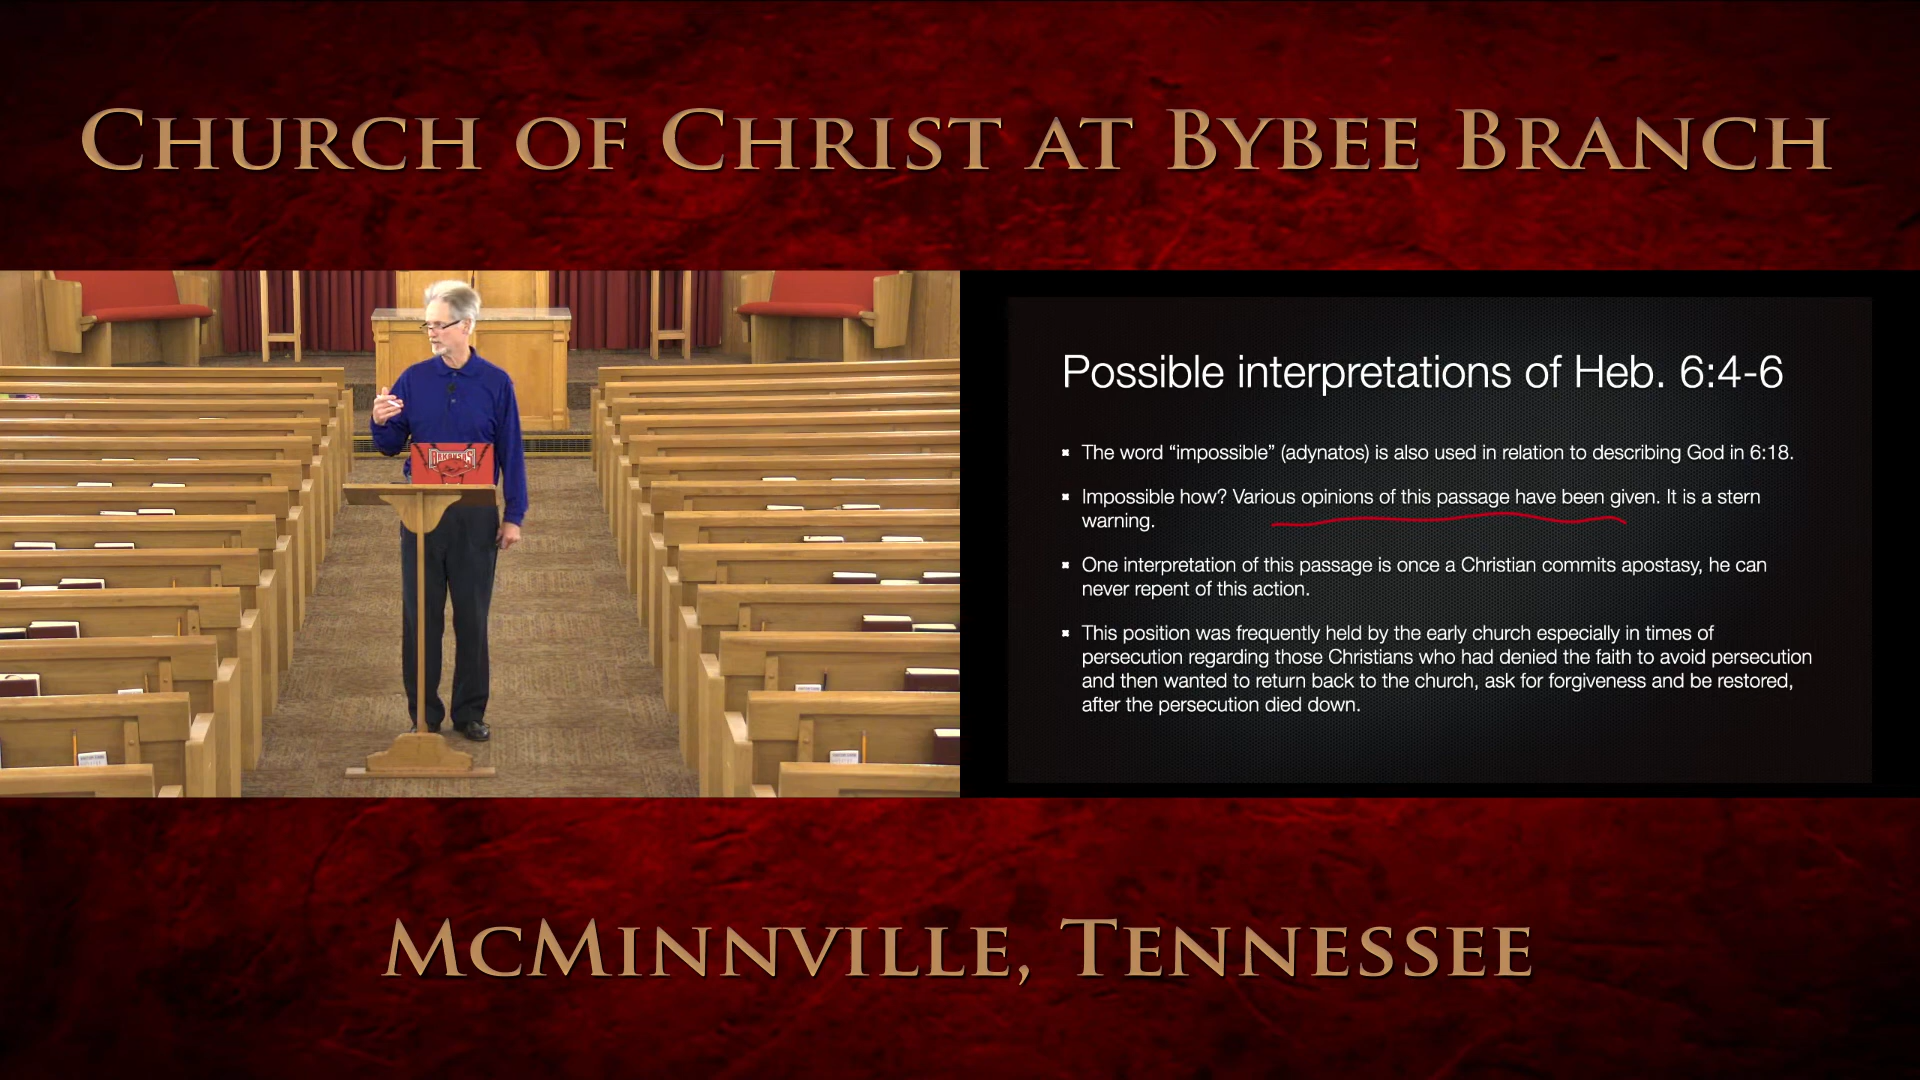 CHURCH OF CHRIST AT BYBEE BRANCH
ARKANSAS
Possible interpretations of Heb. 6:4-6
The word “impossible” (adynatos) is also used in relation to describing God in 6:18.
Impossible how? Various opinions of this passage have been given. It is a stern
warning.
One interpretation of this passage is once a Christian commits apostasy, he can
never repent of this action.
This position was frequently held by the early church especially in times of
persecution regarding those Christians who had denied the faith to avoid persecution
and then wanted to return back to the church, ask for forgiveness and be restored,
after the persecution died down.
MCMINNVILLE, TENNESSEE